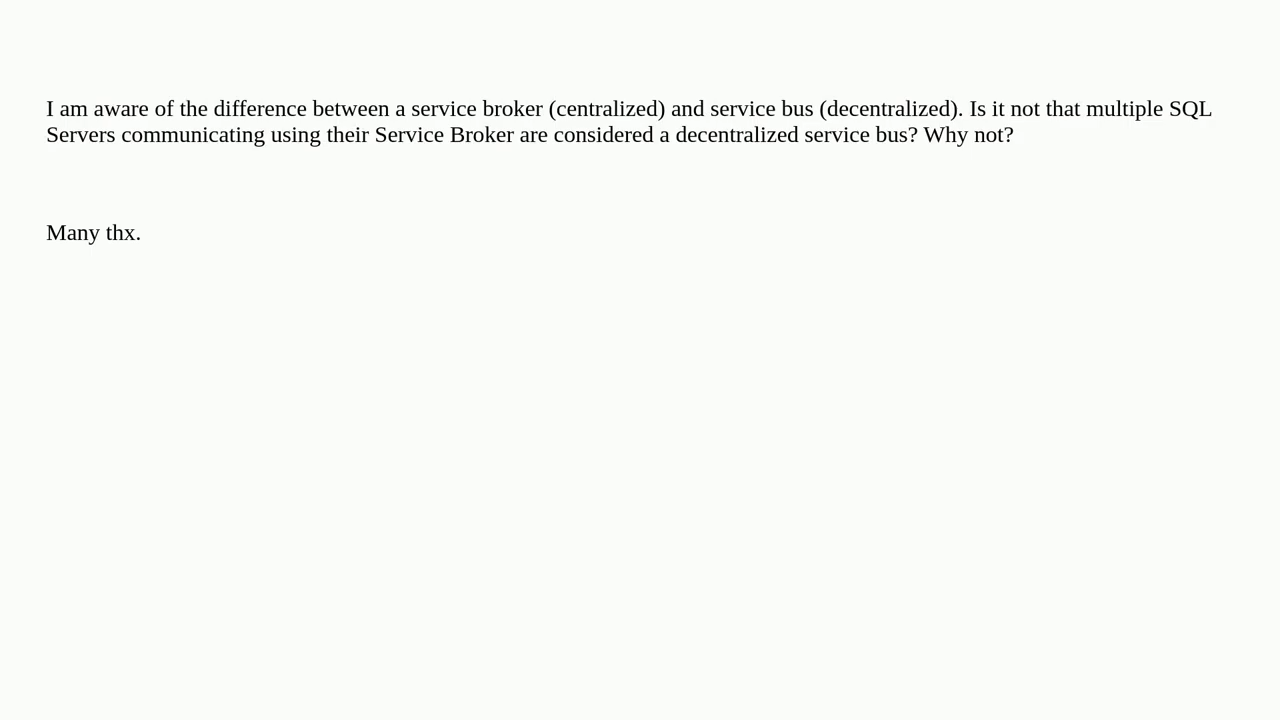 I am aware of the difference between a service broker (centralized) and service bus (decentralized). Is it not that multiple SQL
Servers communicating using their Service Broker are considered a decentralized service bus? Why not?
Many thx.